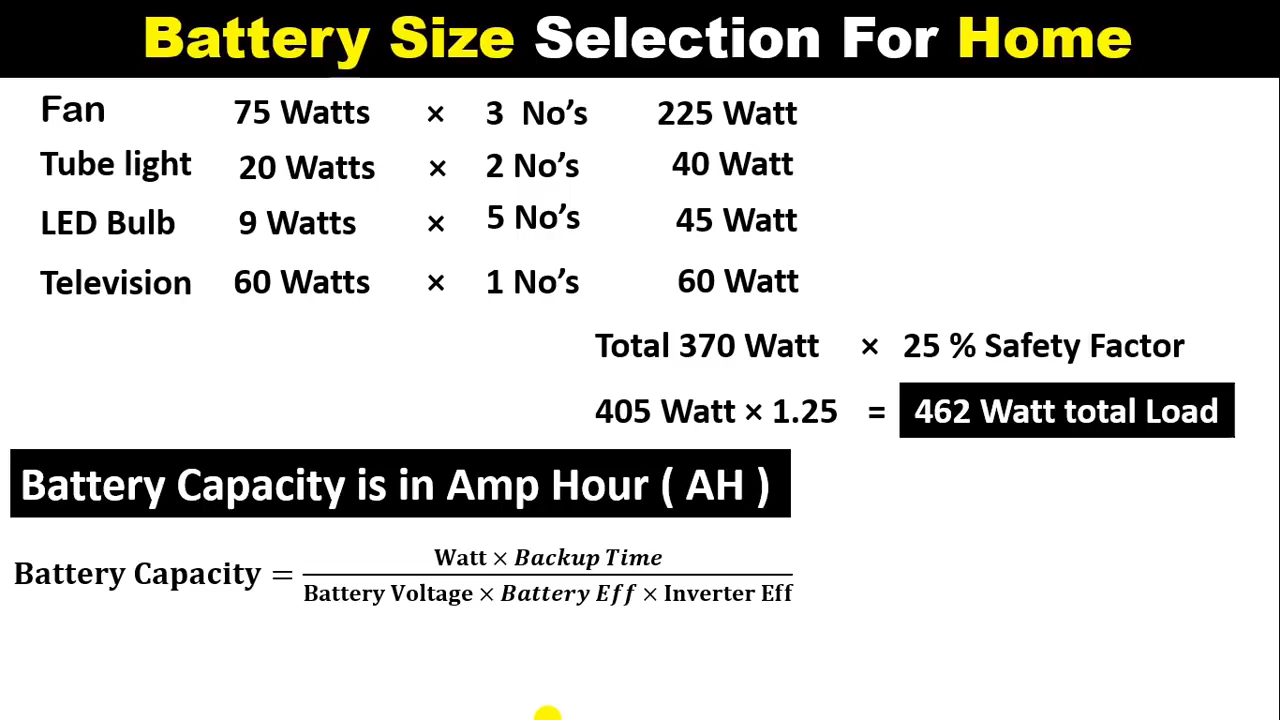 Battery Size Selection For Home
Fan 75 Watts × 3 No’s 225 Watt
Tube light 20 Watts × 2 No’s 40 Watt
LED Bulb 9 Watts × 5 No’s 45 Watt
Television 60 Watts × 1 No’s 60 Watt
Total 370 Watt × 25 % Safety Factor
405 Watt × 1.25 = 462 Watt total Load
Battery Capacity is in Amp Hour ( AH )
Watt × Backup Time
Battery Capacity =
Battery Voltage × Battery Eff × Inverter Eff